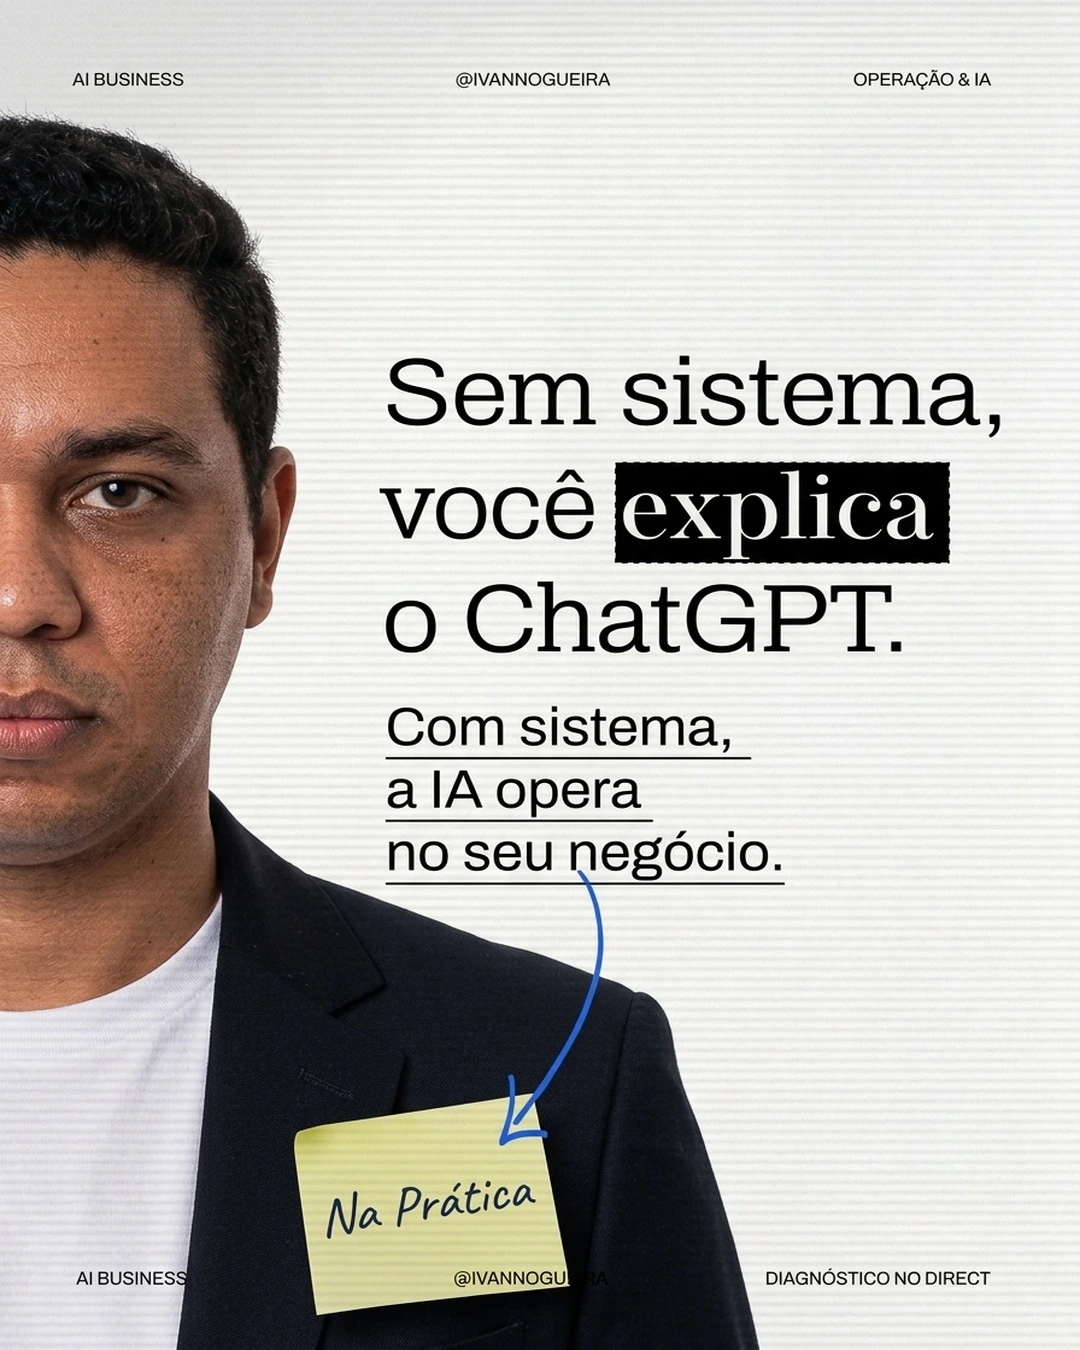 AI BUSINESS
@IVANNOGUEIRA
OPERAÇÃO & IA
Sem sistema,
você explica
o ChatGPT.
Com sistema,
a IA opera
no seu negócio.
Na Prática
AI BUSINESS
@IVANNOGUEIRA
DIAGNÓSTICO NO DIRECT